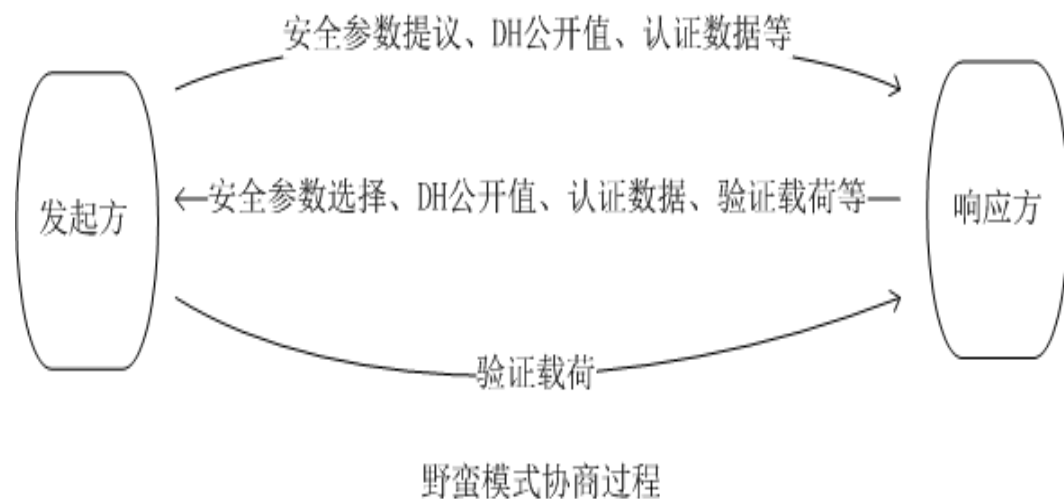 安全参数提议、DH公开值、认证数据等
发起方
安全参数选择、DH公开值、认证数据、验证载荷等
响应方
验证载荷
野蛮模式协商过程